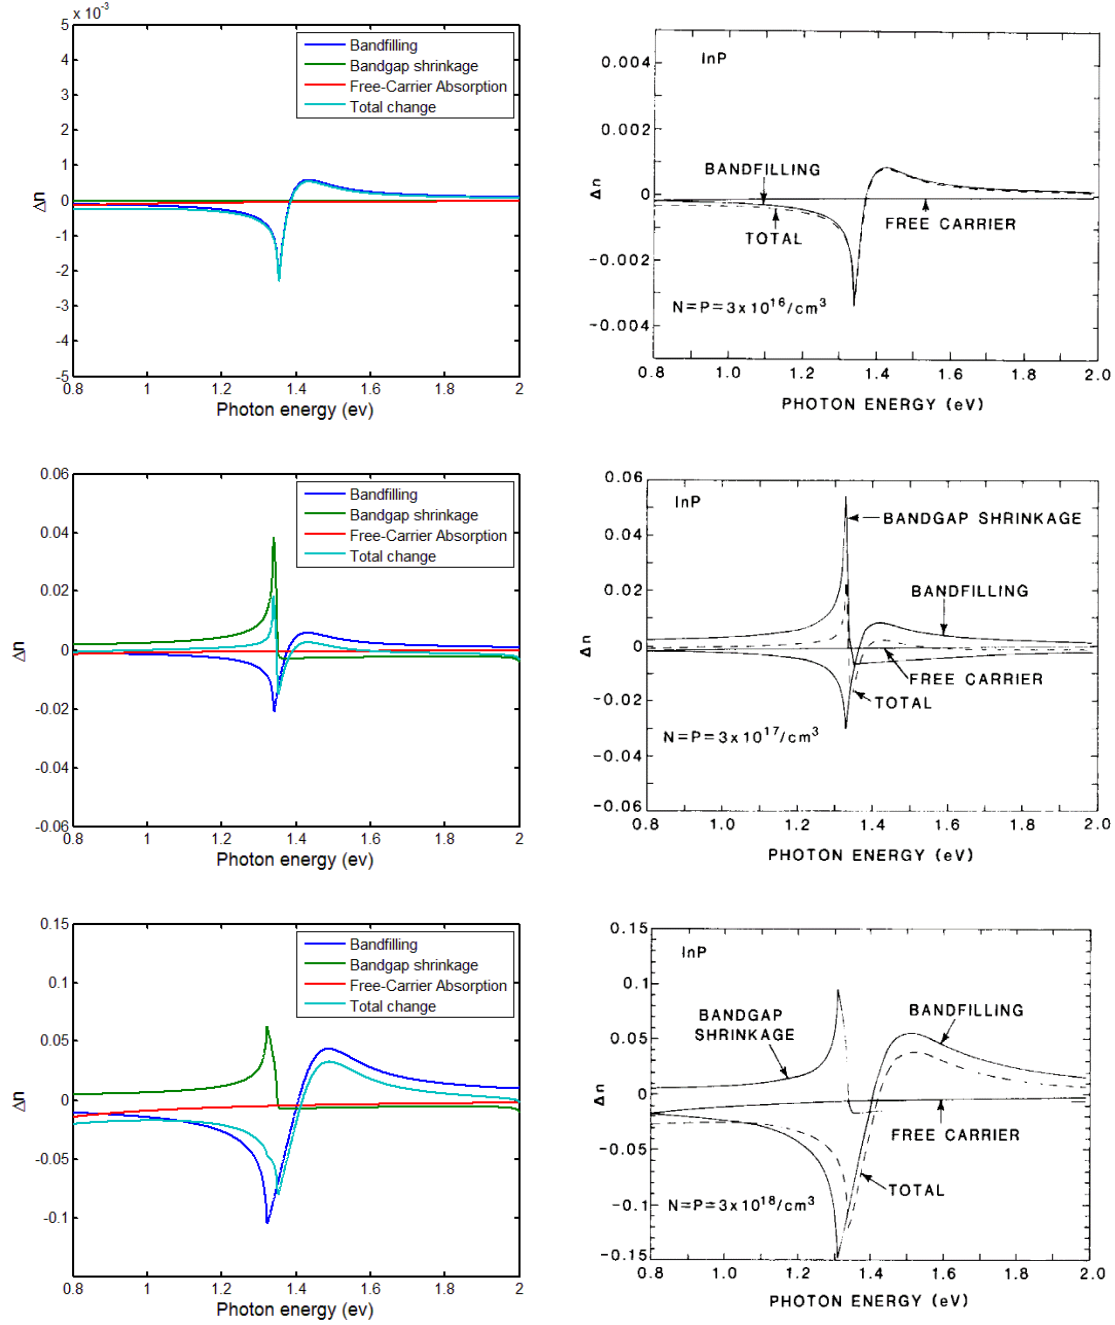 x 10⁻³
5
4
3
2
1
0
-1
-2
-3
-4
-5
Δn
Bandfilling
Bandgap shrinkage
Free-Carrier Absorption
Total change
0.8 1 1.2 1.4 1.6 1.8 2
Photon energy (ev)
0.004
0.002
0
-0.002
-0.004
Δn
InP
BANDFILLING
TOTAL
FREE CARRIER
N=P=3x10¹⁶/cm³
0.8 1.0 1.2 1.4 1.6 1.8 2.0
PHOTON ENERGY (eV)
0.06
0.04
0.02
0
-0.02
-0.04
-0.06
Δn
Bandfilling
Bandgap shrinkage
Free-Carrier Absorption
Total change
0.8 1 1.2 1.4 1.6 1.8 2
Photon energy (ev)
0.06
0.04
0.02
0
-0.02
-0.04
-0.06
Δn
InP
BANDGAP SHRINKAGE
BANDFILLING
FREE CARRIER
TOTAL
N=P=3x10¹⁷/cm³
0.8 1.0 1.2 1.4 1.6 1.8 2.0
PHOTON ENERGY (eV)
0.15
0.1
0.05
0
-0.05
-0.1
Δn
Bandfilling
Bandgap shrinkage
Free-Carrier Absorption
Total change
0.8 1 1.2 1.4 1.6 1.8 2
Photon energy (ev)
0.15
0.1
0.05
0
-0.05
-0.1
-0.15
Δn
InP
BANDGAP
SHRINKAGE
BANDFILLING
FREE CARRIER
TOTAL
N=P=3x10¹⁸/cm³
0.8 1.0 1.2 1.4 1.6 1.8 2.0
PHOTON ENERGY (eV)